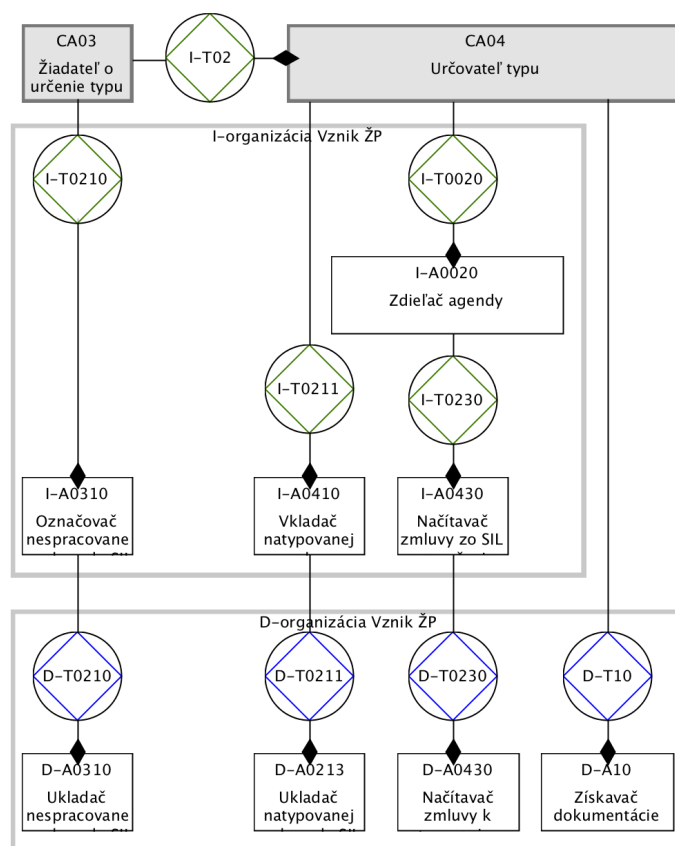 CA03
Žiadateľ o
určenie typu
I-T02
CA04
Určovateľ typu
I-organizácia Vznik ŽP
I-T0210
I-T0020
I-A0020
Zdieľač agendy
I-T0211
I-T0230
I-A0310
Označovač
nespracovane
I-A0410
Vkladač
natypovanej
I-A0430
Načítavač
zmluvy zo SIL
D-organizácia Vznik ŽP
D-T0210
D-T0211
D-T0230
D-T10
D-A0310
Ukladač
nespracovane
D-A0213
Ukladač
natypovanej
D-A0430
Načítavač
zmluvy k
D-A10
Získavač
dokumentácie